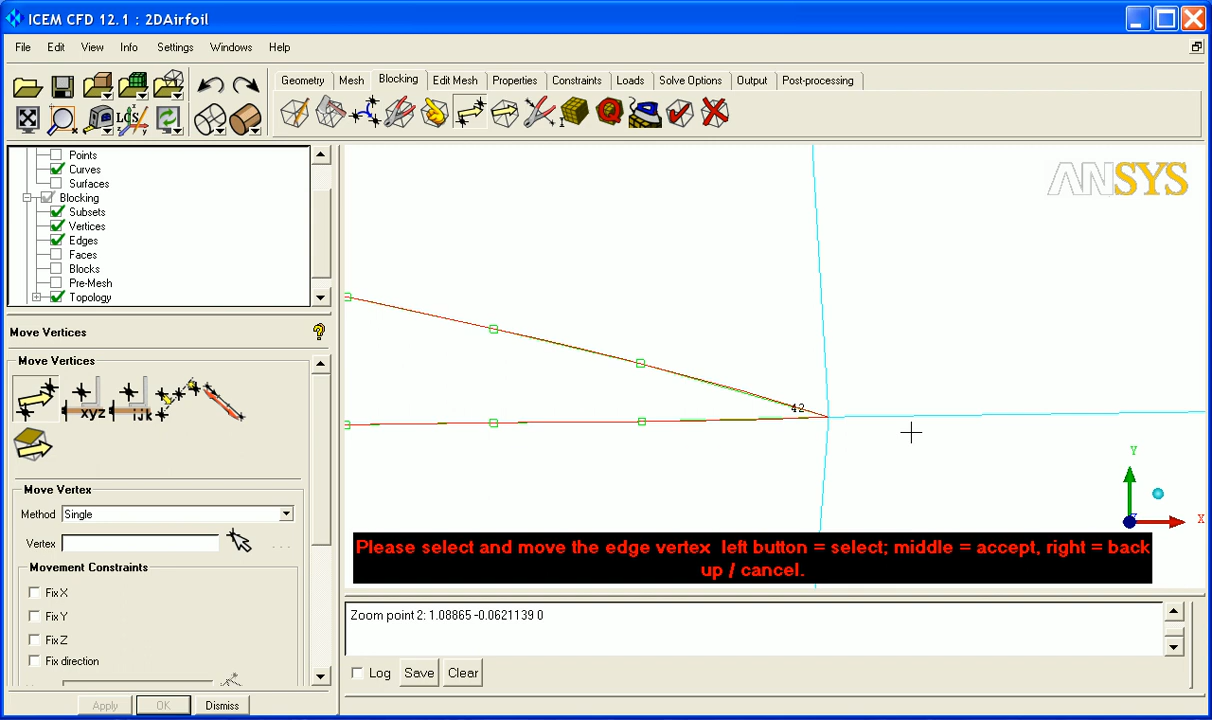 ICEM CFD 12.1 : 2DAirfoil
File Edit View Info Settings Windows Help
Geometry Mesh Blocking Edit Mesh Properties Constraints Loads Solve Options Output Post-processing
LCS
Points
Curves
Surfaces
Blocking
Subsets
Vertices
Edges
Faces
Blocks
Pre-Mesh
Topology
Move Vertices
Move Vertices
xyz
ijk
Move Vertex
Method Single
Vertex
Movement Constraints
Fix X
Fix Y
Fix Z
Fix direction
Apply OK Dismiss
ANSYS
42
Y
X
Please select and move the edge vertex left button = select; middle = accept, right = back
up / cancel.
Zoom point 2: 1.08865 -0.0621139 0
Log Save Clear